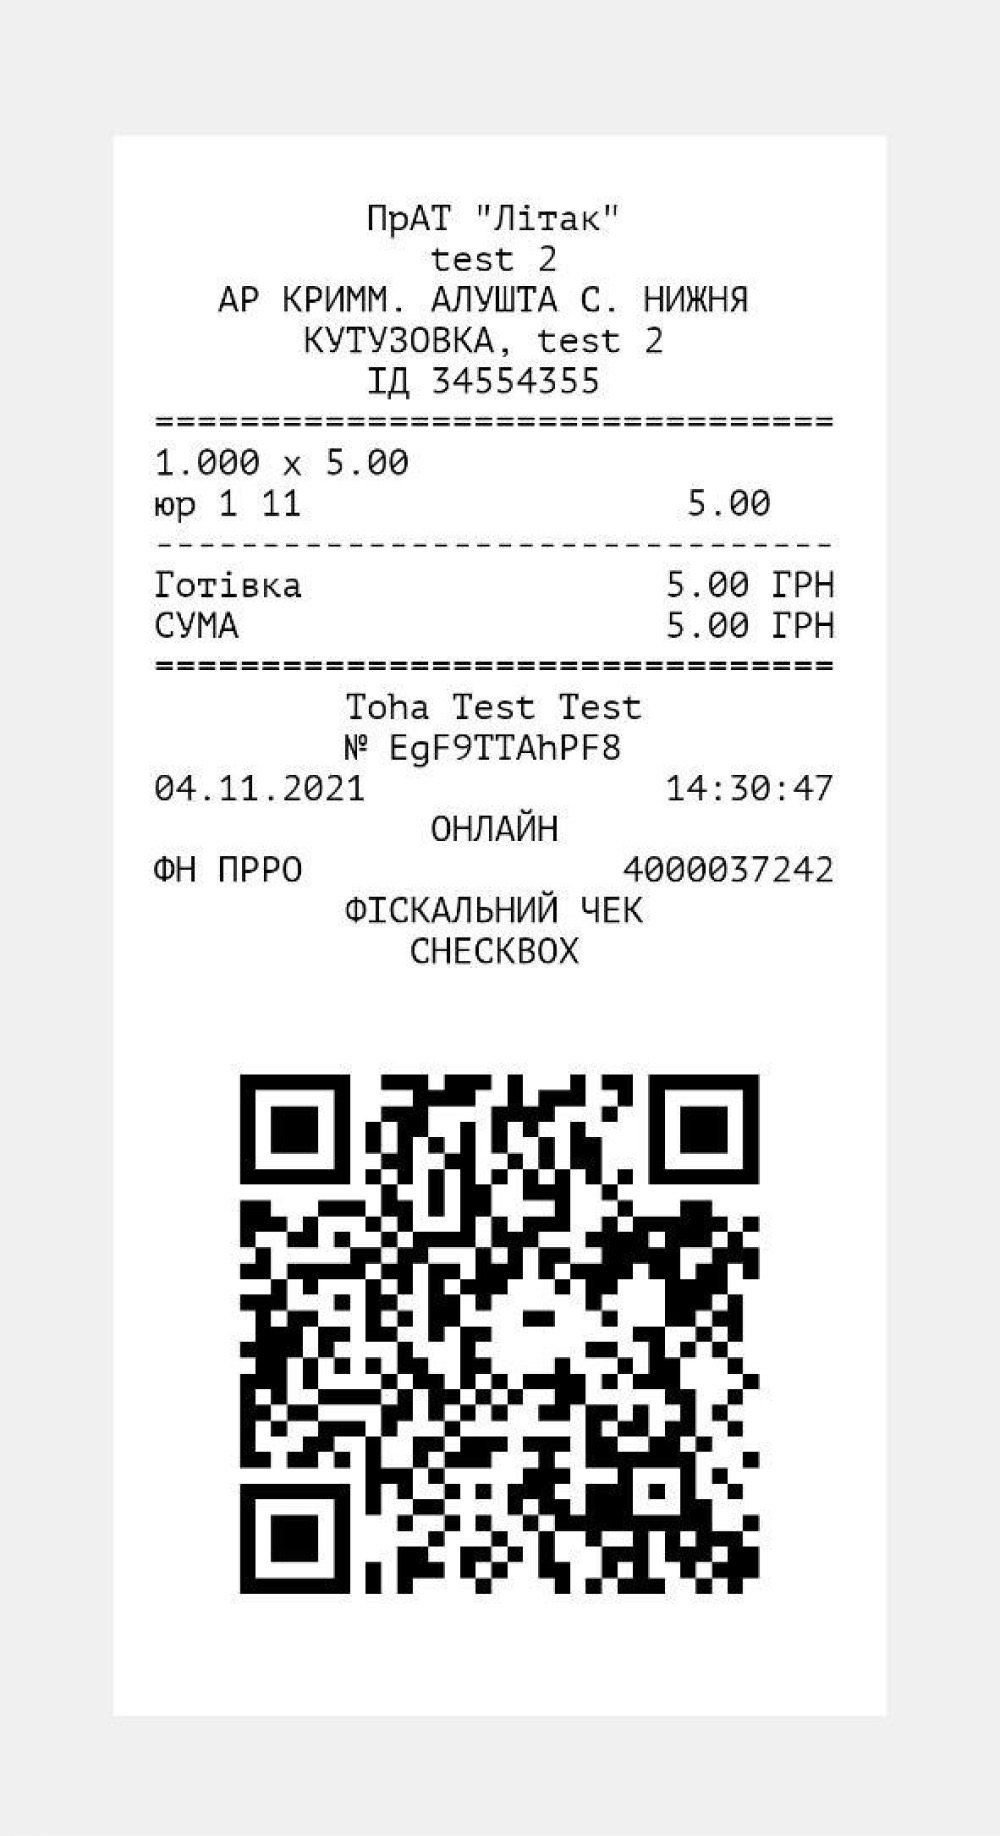 ПрАТ "Літак"
test 2
АР КРИММ. АЛУШТА С. НИЖНЯ
КУТУЗОВКА, test 2
ІД 34554355
================================
1.000 x 5.00
юр 1 11 5.00
--------------------------------
Готівка 5.00 ГРН
СУМА 5.00 ГРН
================================
Toha Test Test
№ EgF9TTAhPF8
04.11.2021 14:30:47
ОНЛАЙН
ФН ПРРО 4000037242
ФІСКАЛЬНИЙ ЧЕК
CHECKBOX